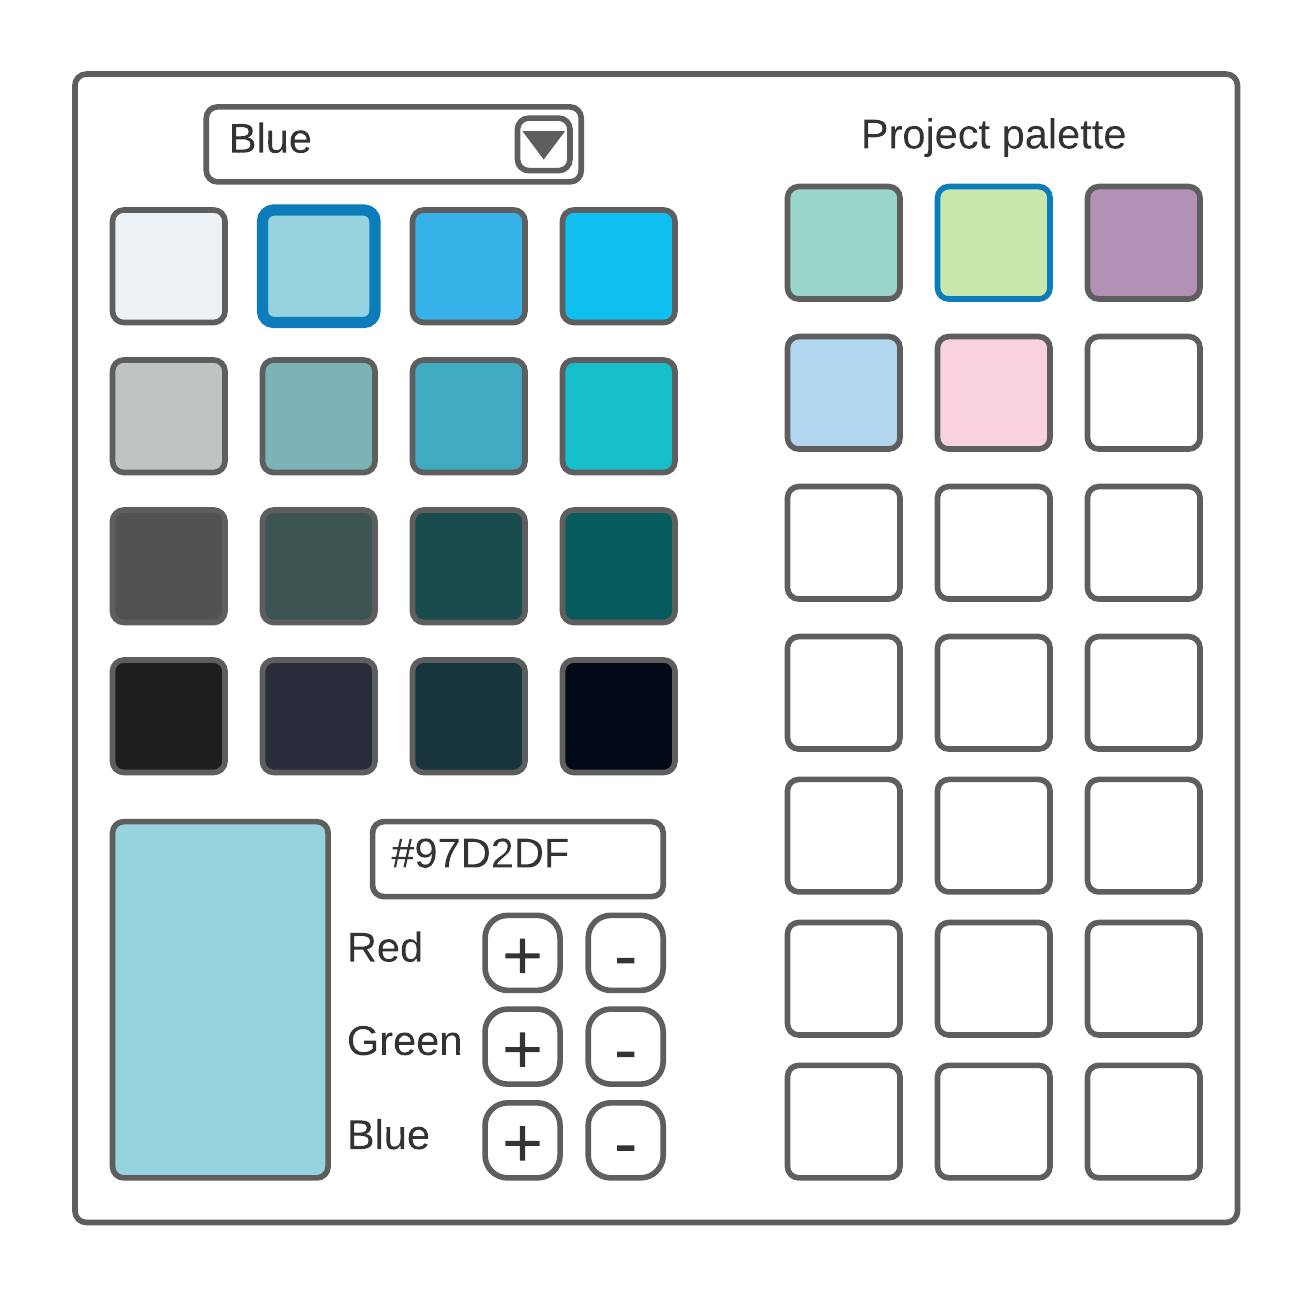 Blue
Project palette
#97D2DF
Red + -
Green + -
Blue + -